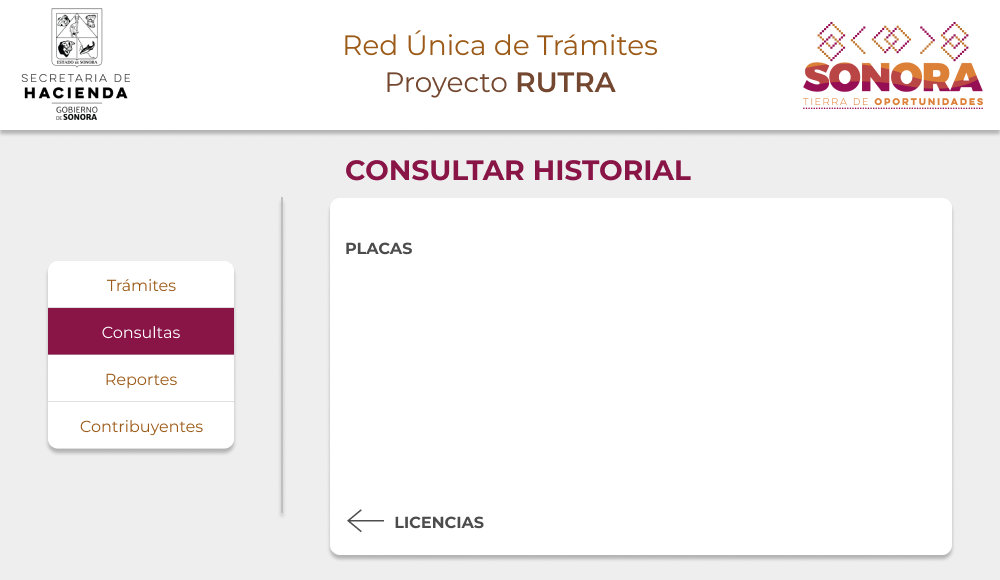 ESTADO DE SONORA
SECRETARIA DE
HACIENDA
GOBIERNO
DE SONORA
Red Única de Trámites
Proyecto RUTRA
SONORA
TIERRA DE OPORTUNIDADES
CONSULTAR HISTORIAL
Trámites
Consultas
Reportes
Contribuyentes
PLACAS
LICENCIAS